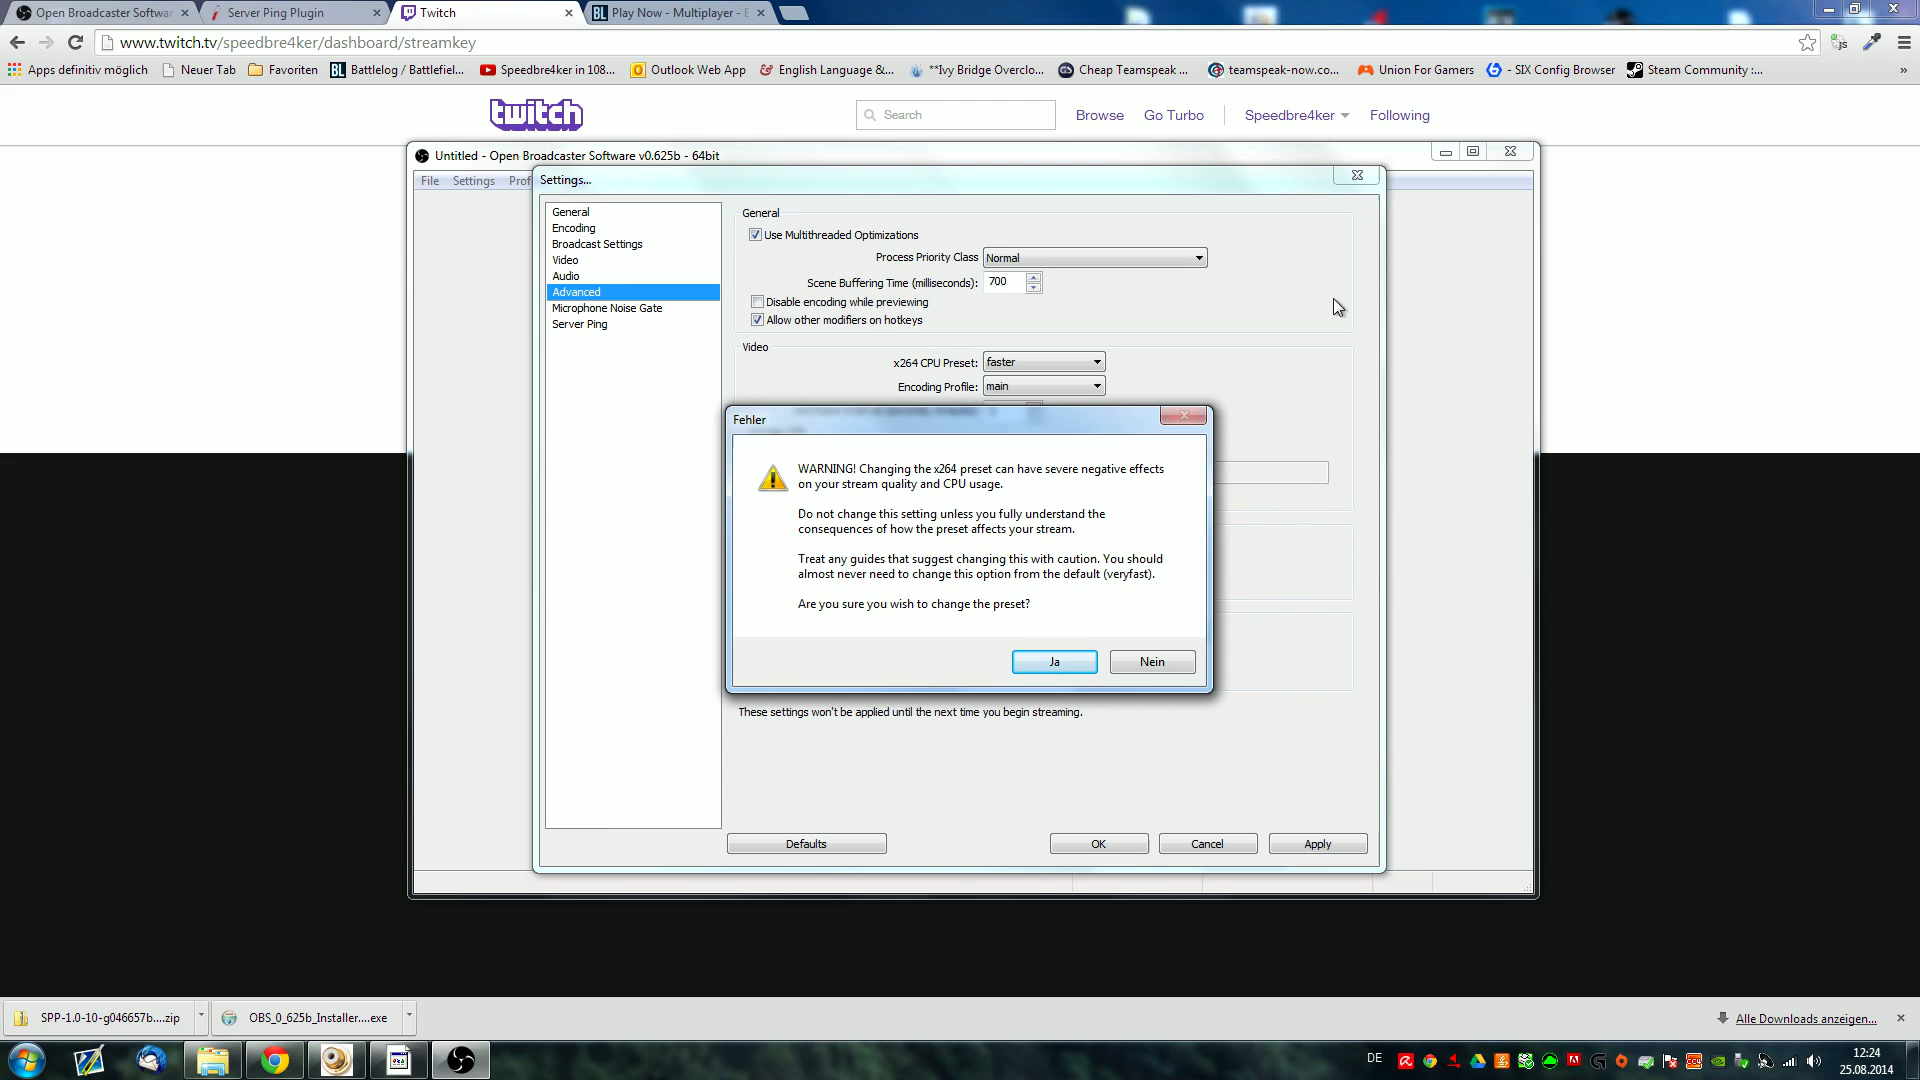 Open Broadcaster Softwar
Server Ping Plugin
Twitch
BL Play Now - Multiplayer - B
www.twitch.tv/speedbre4ker/dashboard/streamkey
Apps definitiv möglich
Neuer Tab
Favoriten
BL Battlelog / Battlefiel...
Speedbre4ker in 108...
Outlook Web App
English Language &...
**Ivy Bridge Overclo...
Cheap Teamspeak ...
teamspeak-now.co...
Union For Gamers
- SIX Config Browser
Steam Community :...
»
twitch
Search
Browse
Go Turbo
Speedbre4ker
Following
Untitled - Open Broadcaster Software v0.625b - 64bit
File
Settings
Prof
Settings...
General
Encoding
Broadcast Settings
Video
Audio
Advanced
Microphone Noise Gate
Server Ping
General
Use Multithreaded Optimizations
Process Priority Class
Normal
Scene Buffering Time (milliseconds):
700
Disable encoding while previewing
Allow other modifiers on hotkeys
Video
x264 CPU Preset:
faster
Encoding Profile:
main
Fehler
WARNING! Changing the x264 preset can have severe negative effects
on your stream quality and CPU usage.
Do not change this setting unless you fully understand the
consequences of how the preset affects your stream.
Treat any guides that suggest changing this with caution. You should
almost never need to change this option from the default (veryfast).
Are you sure you wish to change the preset?
Ja
Nein
These settings won't be applied until the next time you begin streaming.
Defaults
OK
Cancel
Apply
SPP-1.0-10-g046657b....zip
OBS_0_625b_Installer....exe
Alle Downloads anzeigen...
DE
12:24
25.08.2014